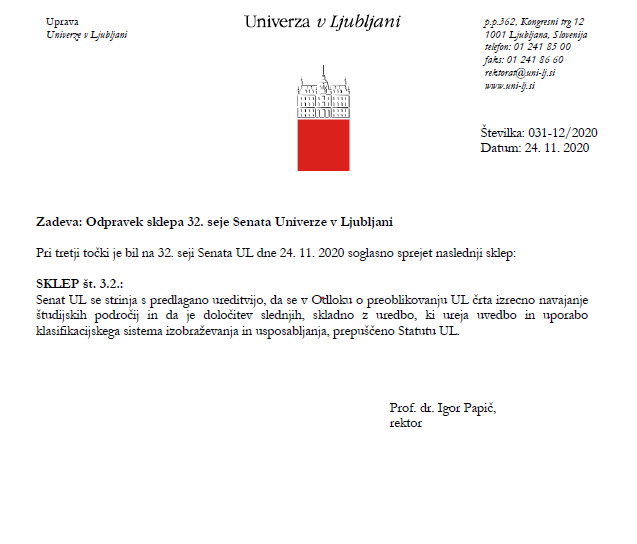 Uprava
Univerze v Ljubljani
Univerza v Ljubljani
p.p.362, Kongresni trg 12
1001 Ljubljana, Slovenija
telefon: 01 241 85 00
faks: 01 241 86 60
rektorat@uni-lj.si
www.uni-lj.si
Številka: 031-12/2020
Datum: 24. 11. 2020
Zadeva: Odpravek sklepa 32. seje Senata Univerze v Ljubljani
Pri tretji točki je bil na 32. seji Senata UL dne 24. 11. 2020 soglasno sprejet naslednji sklep:
SKLEP št. 3.2.:
Senat UL se strinja s predlagano ureditvijo, da se v Odloku o preoblikovanju UL črta izrecno navajanje
študijskih področij in da je določitev slednjih, skladno z uredbo, ki ureja uvedbo in uporabo
klasifikacijskega sistema izobraževanja in usposabljanja, prepuščeno Statutu UL.
Prof. dr. Igor Papič,
rektor